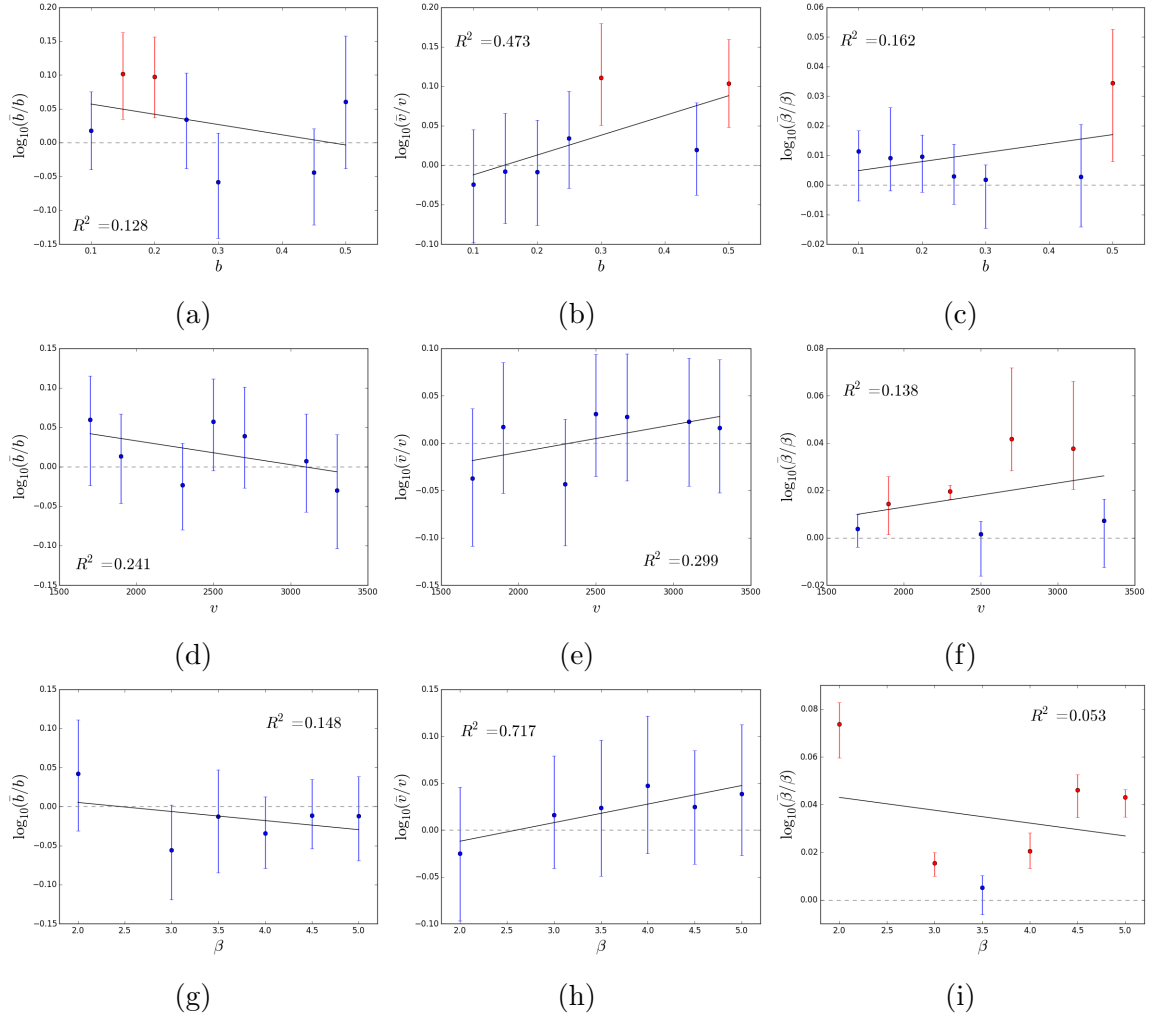 0.20
0.15
0.10
0.05
0.00
−0.05
−0.10
−0.15
log₁₀(b̄/b)
R² =0.128
0.1 0.2 0.3 0.4 0.5
b
(a)
0.20
0.15
0.10
0.05
0.00
−0.05
−0.10
log₁₀(v̄/v)
R² =0.473
0.1 0.2 0.3 0.4 0.5
b
(b)
0.06
0.05
0.04
0.03
0.02
0.01
0.00
−0.01
−0.02
log₁₀(β̄/β)
R² =0.162
0.1 0.2 0.3 0.4 0.5
b
(c)
0.15
0.10
0.05
0.00
−0.05
−0.10
−0.15
log₁₀(b̄/b)
R² =0.241
1500 2000 2500 3000 3500
v
(d)
0.10
0.05
0.00
−0.05
−0.10
−0.15
log₁₀(v̄/v)
R² =0.299
1500 2000 2500 3000 3500
v
(e)
0.08
0.06
0.04
0.02
0.00
−0.02
log₁₀(β̄/β)
R² =0.138
1500 2000 2500 3000 3500
v
(f)
0.15
0.10
0.05
0.00
−0.05
−0.10
−0.15
log₁₀(b̄/b)
R² =0.148
2.0 2.5 3.0 3.5 4.0 4.5 5.0
β
(g)
0.15
0.10
0.05
0.00
−0.05
−0.10
log₁₀(v̄/v)
R² =0.717
2.0 2.5 3.0 3.5 4.0 4.5 5.0
β
(h)
0.08
0.06
0.04
0.02
0.00
log₁₀(β̄/β)
R² =0.053
2.0 2.5 3.0 3.5 4.0 4.5 5.0
β
(i)